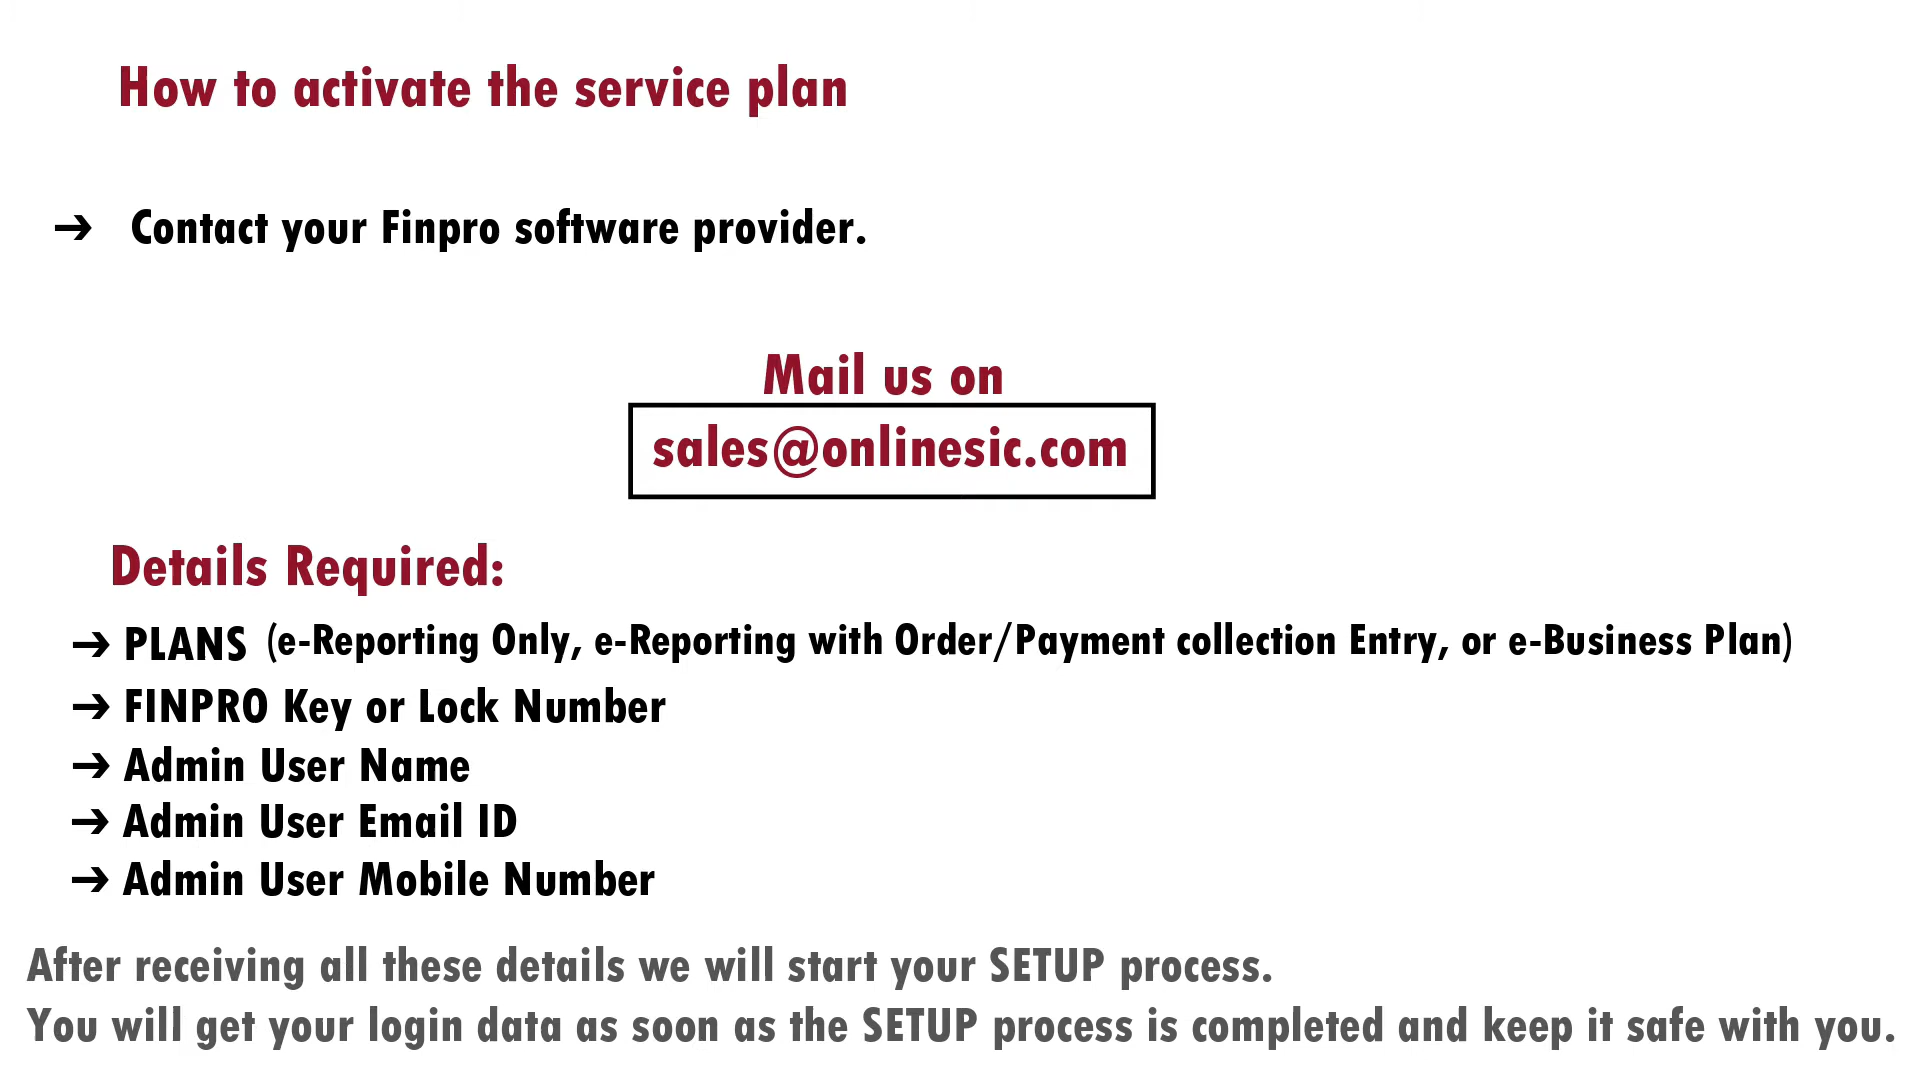 How to activate the service plan
➔ Contact your Finpro software provider.
Mail us on
sales@onlinesic.com
Details Required:
➔ PLANS (e-Reporting Only, e-Reporting with Order/Payment collection Entry, or e-Business Plan)
➔ FINPRO Key or Lock Number
➔ Admin User Name
➔ Admin User Email ID
➔ Admin User Mobile Number
After receiving all these details we will start your SETUP process.
You will get your login data as soon as the SETUP process is completed and keep it safe with you.